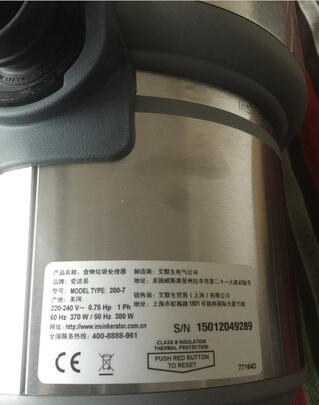 产品名称: 食物垃圾处理器
品牌: 爱适易
型号: MODEL TYPE: 200-7
产地: 美国
220-240 V~ 0.75 Hp 1 Ph
60 Hz 370 W / 50 Hz 380 W
网址: http://www.insinkerator.com.cn
全国服务热线: 400-8888-961
制造商: 艾默生电气公司
地址: 美国威斯康星州拉辛市第二十一大道4700号
销售商: 艾默生贸易(上海)有限公司
地址: 上海市虹梅路1801号凯科国际大厦11楼
S/N 15012049289
CE
CLASS B INSULATION
THERMAL PROTECTION
PUSH RED BUTTON
TO RESET
77164D